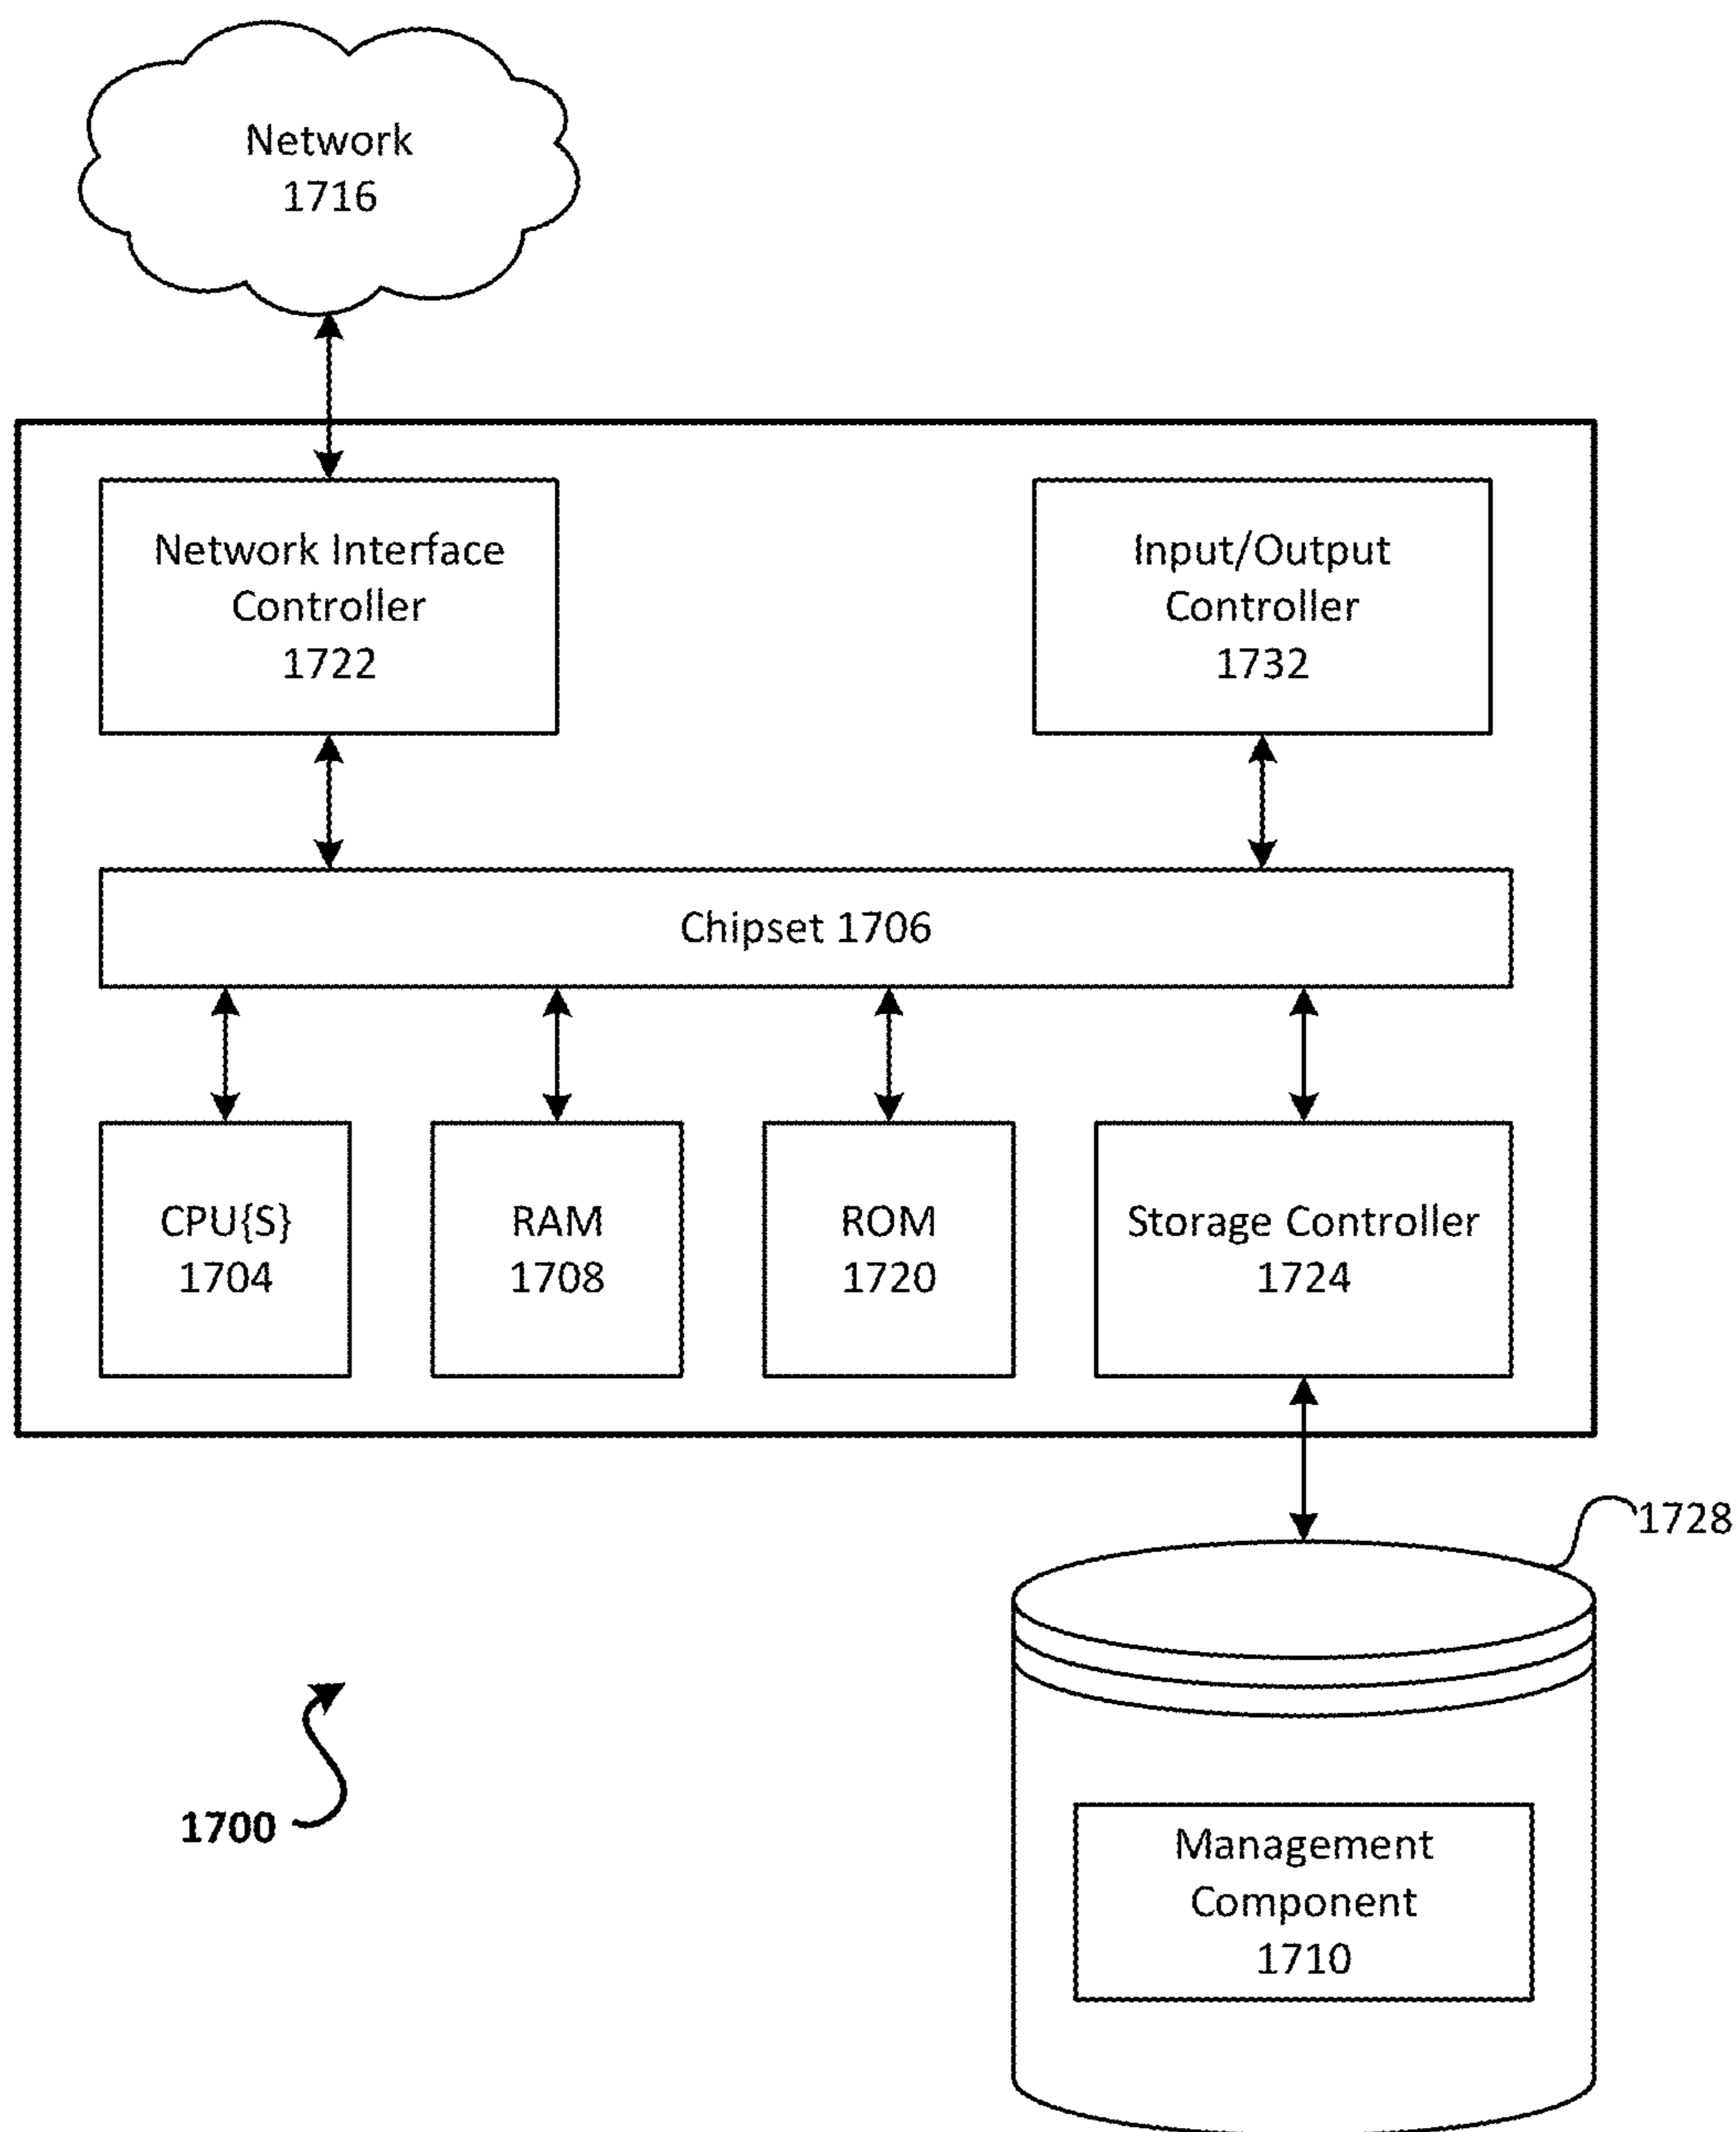 Network
1716
Network Interface
Controller
1722
Input/Output
Controller
1732
Chipset 1706
CPU{S}
1704
RAM
1708
ROM
1720
Storage Controller
1724
1728
1700
Management
Component
1710